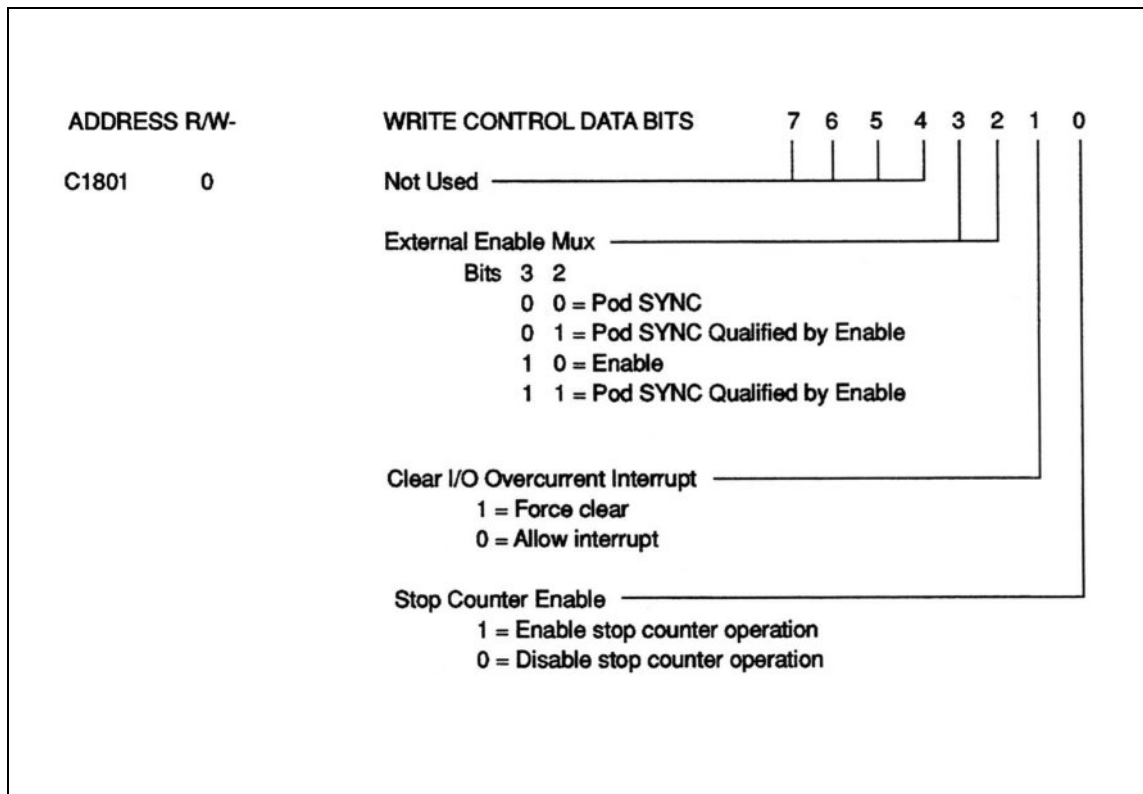 ADDRESS R/W- WRITE CONTROL DATA BITS 7 6 5 4 3 2 1 0
C1801 0 Not Used
External Enable Mux
Bits 3 2
0 0 = Pod SYNC
0 1 = Pod SYNC Qualified by Enable
1 0 = Enable
1 1 = Pod SYNC Qualified by Enable
Clear I/O Overcurrent Interrupt
1 = Force clear
0 = Allow interrupt
Stop Counter Enable
1 = Enable stop counter operation
0 = Disable stop counter operation